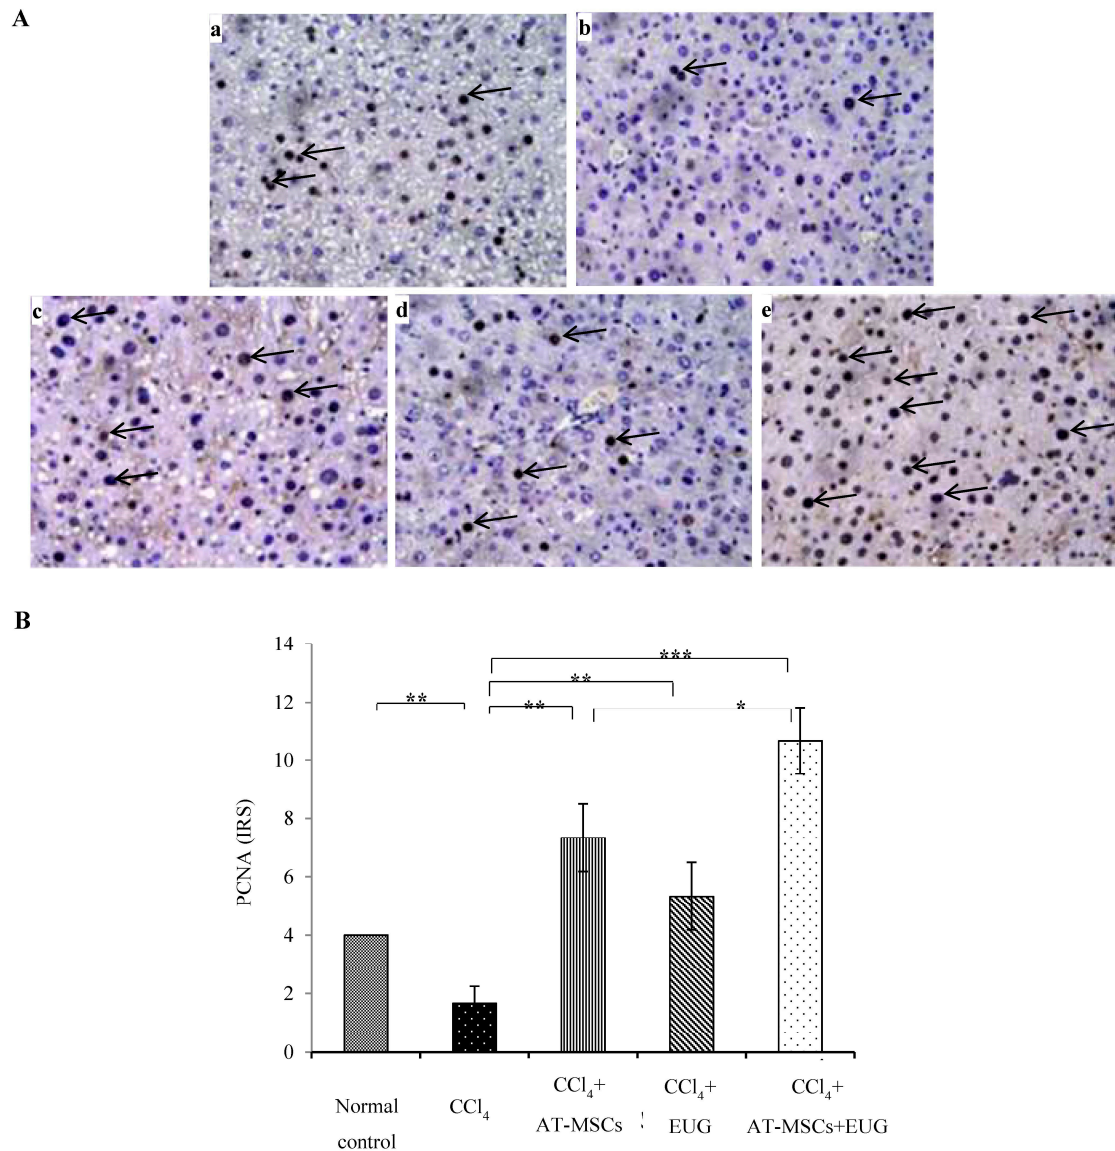 A
a
b
c
d
e
B
14
12
10
8
6
4
2
0
PCNA (IRS)
***
**
**
**
*
Normal
control
CCl4
CCl4+
AT-MSCs
CCl4+
EUG
CCl4+
AT-MSCs+EUG